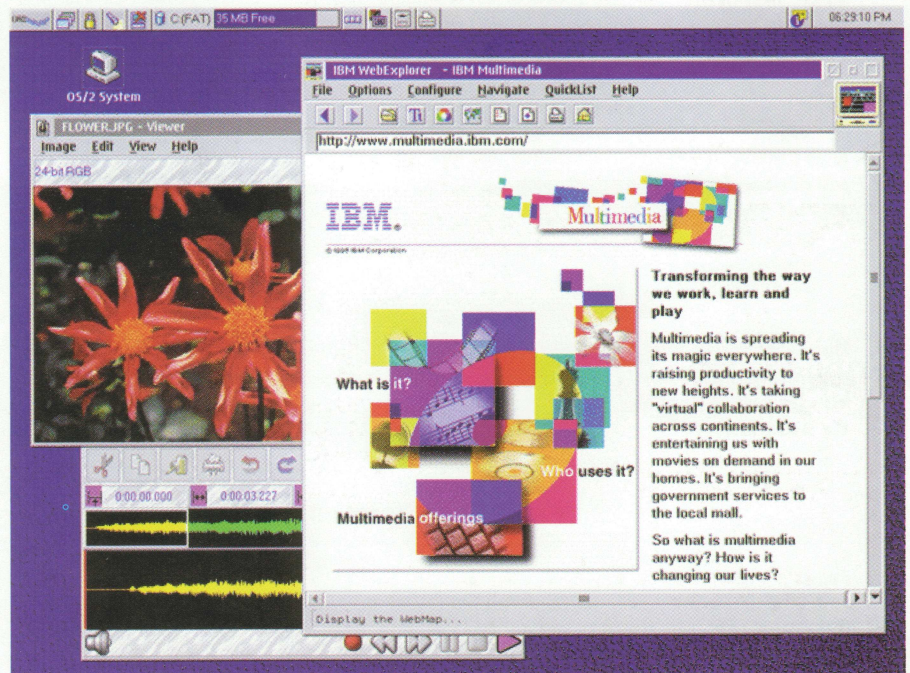 C:(FAT) 35 MB Free
06:29:10 PM
OS/2 System
IBM WebExplorer - IBM Multimedia
File Options Configure Navigate QuickList Help
http://www.multimedia.ibm.com/
FLOWER.JPG - Viewer
Image Edit View Help
24-bit RGB
IBM.
Multimedia
© 1995 IBM Corporation
What is it?
Who uses it?
Multimedia offerings
Transforming the way
we work, learn and
play
Multimedia is spreading
its magic everywhere. It's
raising productivity to
new heights. It's taking
"virtual" collaboration
across continents. It's
entertaining us with
movies on demand in our
homes. It's bringing
government services to
the local mall.
So what is multimedia
anyway? How is it
changing our lives?
Display the WebMap...
0:00.00.000 0:00.03.227